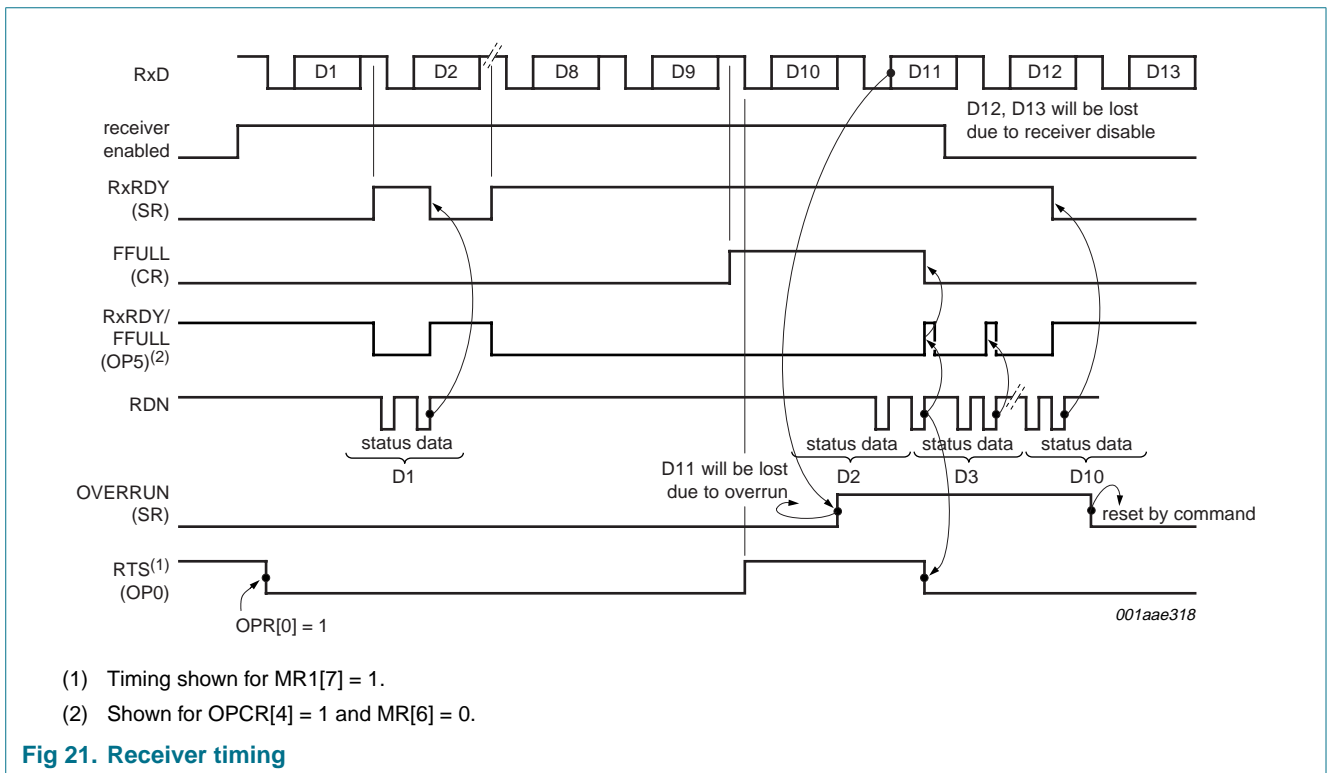 RxD
D1
D2
D8
D9
D10
D11
D12
D13
D12, D13 will be lost
due to receiver disable
receiver
enabled
RxRDY
(SR)
FFULL
(CR)
RxRDY/
FFULL
(OP5)(2)
RDN
status data
D1
status data
D2
status data
D3
status data
D10
D11 will be lost
due to overrun
OVERRUN
(SR)
reset by command
RTS(1)
(OP0)
OPR[0] = 1
001aae318
(1) Timing shown for MR1[7] = 1.
(2) Shown for OPCR[4] = 1 and MR[6] = 0.
Fig 21. Receiver timing